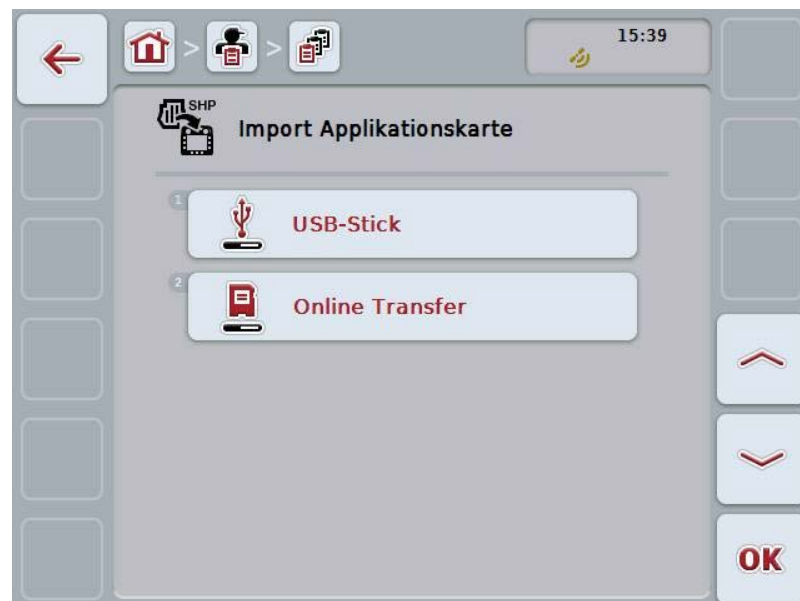 15:39
SHP
Import Applikationskarte
1
USB-Stick
2
Online Transfer
OK